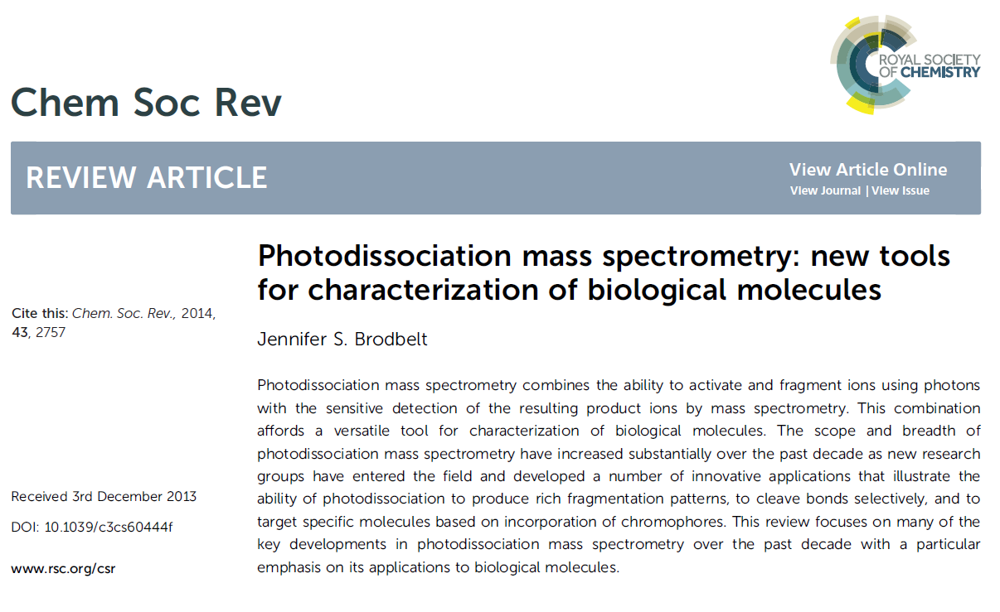 ROYAL SOCIETY
OF CHEMISTRY
Chem Soc Rev
REVIEW ARTICLE
View Article Online
View Journal | View Issue
Photodissociation mass spectrometry: new tools
for characterization of biological molecules
Cite this: Chem. Soc. Rev., 2014,
43, 2757
Jennifer S. Brodbelt
Photodissociation mass spectrometry combines the ability to activate and fragment ions using photons
with the sensitive detection of the resulting product ions by mass spectrometry. This combination
affords a versatile tool for characterization of biological molecules. The scope and breadth of
photodissociation mass spectrometry have increased substantially over the past decade as new research
groups have entered the field and developed a number of innovative applications that illustrate the
ability of photodissociation to produce rich fragmentation patterns, to cleave bonds selectively, and to
target specific molecules based on incorporation of chromophores. This review focuses on many of the
key developments in photodissociation mass spectrometry over the past decade with a particular
emphasis on its applications to biological molecules.
Received 3rd December 2013
DOI: 10.1039/c3cs60444f
www.rsc.org/csr